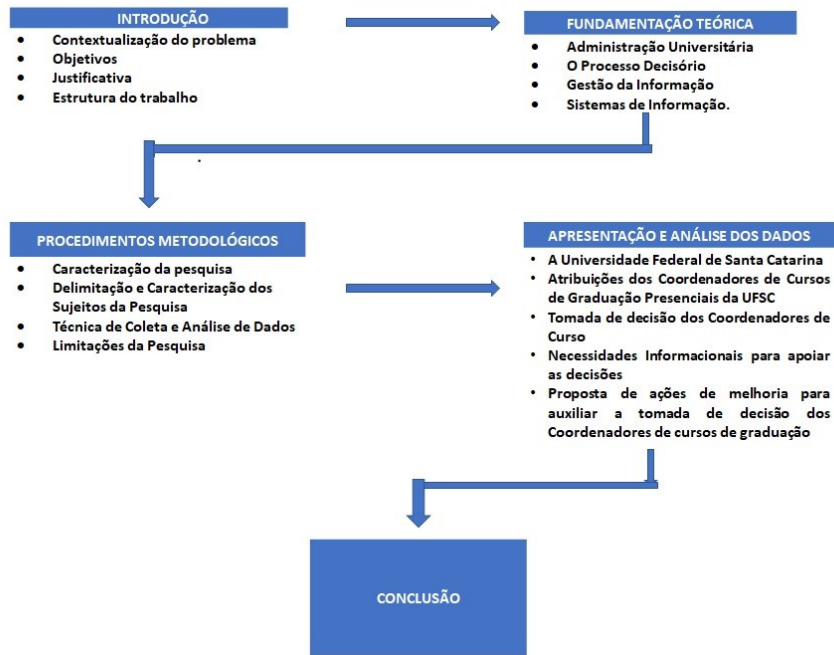 INTRODUÇÃO
• Contextualização do problema
• Objetivos
• Justificativa
• Estrutura do trabalho
FUNDAMENTAÇÃO TEÓRICA
• Administração Universitária
• O Processo Decisório
• Gestão da Informação
• Sistemas de Informação.
.
PROCEDIMENTOS METODOLÓGICOS
• Caracterização da pesquisa
• Delimitação e Caracterização dos
Sujeitos da Pesquisa
• Técnica de Coleta e Análise de Dados
• Limitações da Pesquisa
APRESENTAÇÃO E ANÁLISE DOS DADOS
• A Universidade Federal de Santa Catarina
• Atribuições dos Coordenadores de Cursos
de Graduação Presenciais da UFSC
• Tomada de decisão dos Coordenadores de
Curso
• Necessidades Informacionais para apoiar
as decisões
• Proposta de ações de melhoria para
auxiliar a tomada de decisão dos
Coordenadores de cursos de graduação
CONCLUSÃO